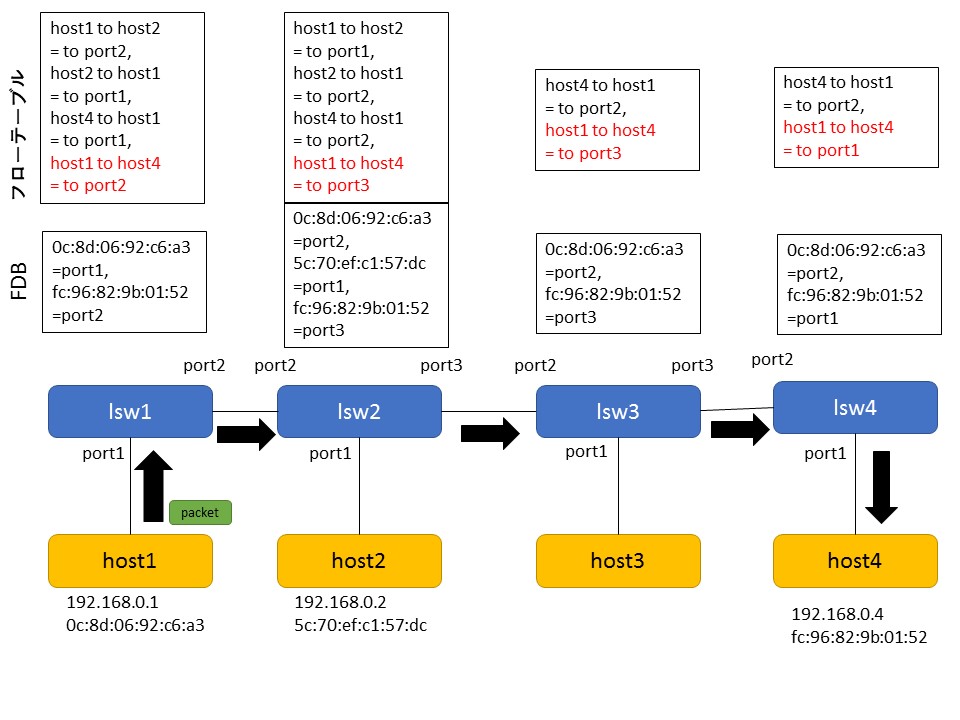 フローテーブル
host1 to host2
= to port2,
host2 to host1
= to port1,
host4 to host1
= to port1,
host1 to host4
= to port2
host1 to host2
= to port1,
host2 to host1
= to port2,
host4 to host1
= to port2,
host1 to host4
= to port3
host4 to host1
= to port2,
host1 to host4
= to port3
host4 to host1
= to port2,
host1 to host4
= to port1
FDB
0c:8d:06:92:c6:a3
=port1,
fc:96:82:9b:01:52
=port2
0c:8d:06:92:c6:a3
=port2,
5c:70:ef:c1:57:dc
=port1,
fc:96:82:9b:01:52
=port3
0c:8d:06:92:c6:a3
=port2,
fc:96:82:9b:01:52
=port3
0c:8d:06:92:c6:a3
=port2,
fc:96:82:9b:01:52
=port1
port2
port2
port3
port2
port3
port2
lsw1
lsw2
lsw3
lsw4
port1
port1
port1
port1
packet
host1
host2
host3
host4
192.168.0.1
0c:8d:06:92:c6:a3
192.168.0.2
5c:70:ef:c1:57:dc
192.168.0.4
fc:96:82:9b:01:52